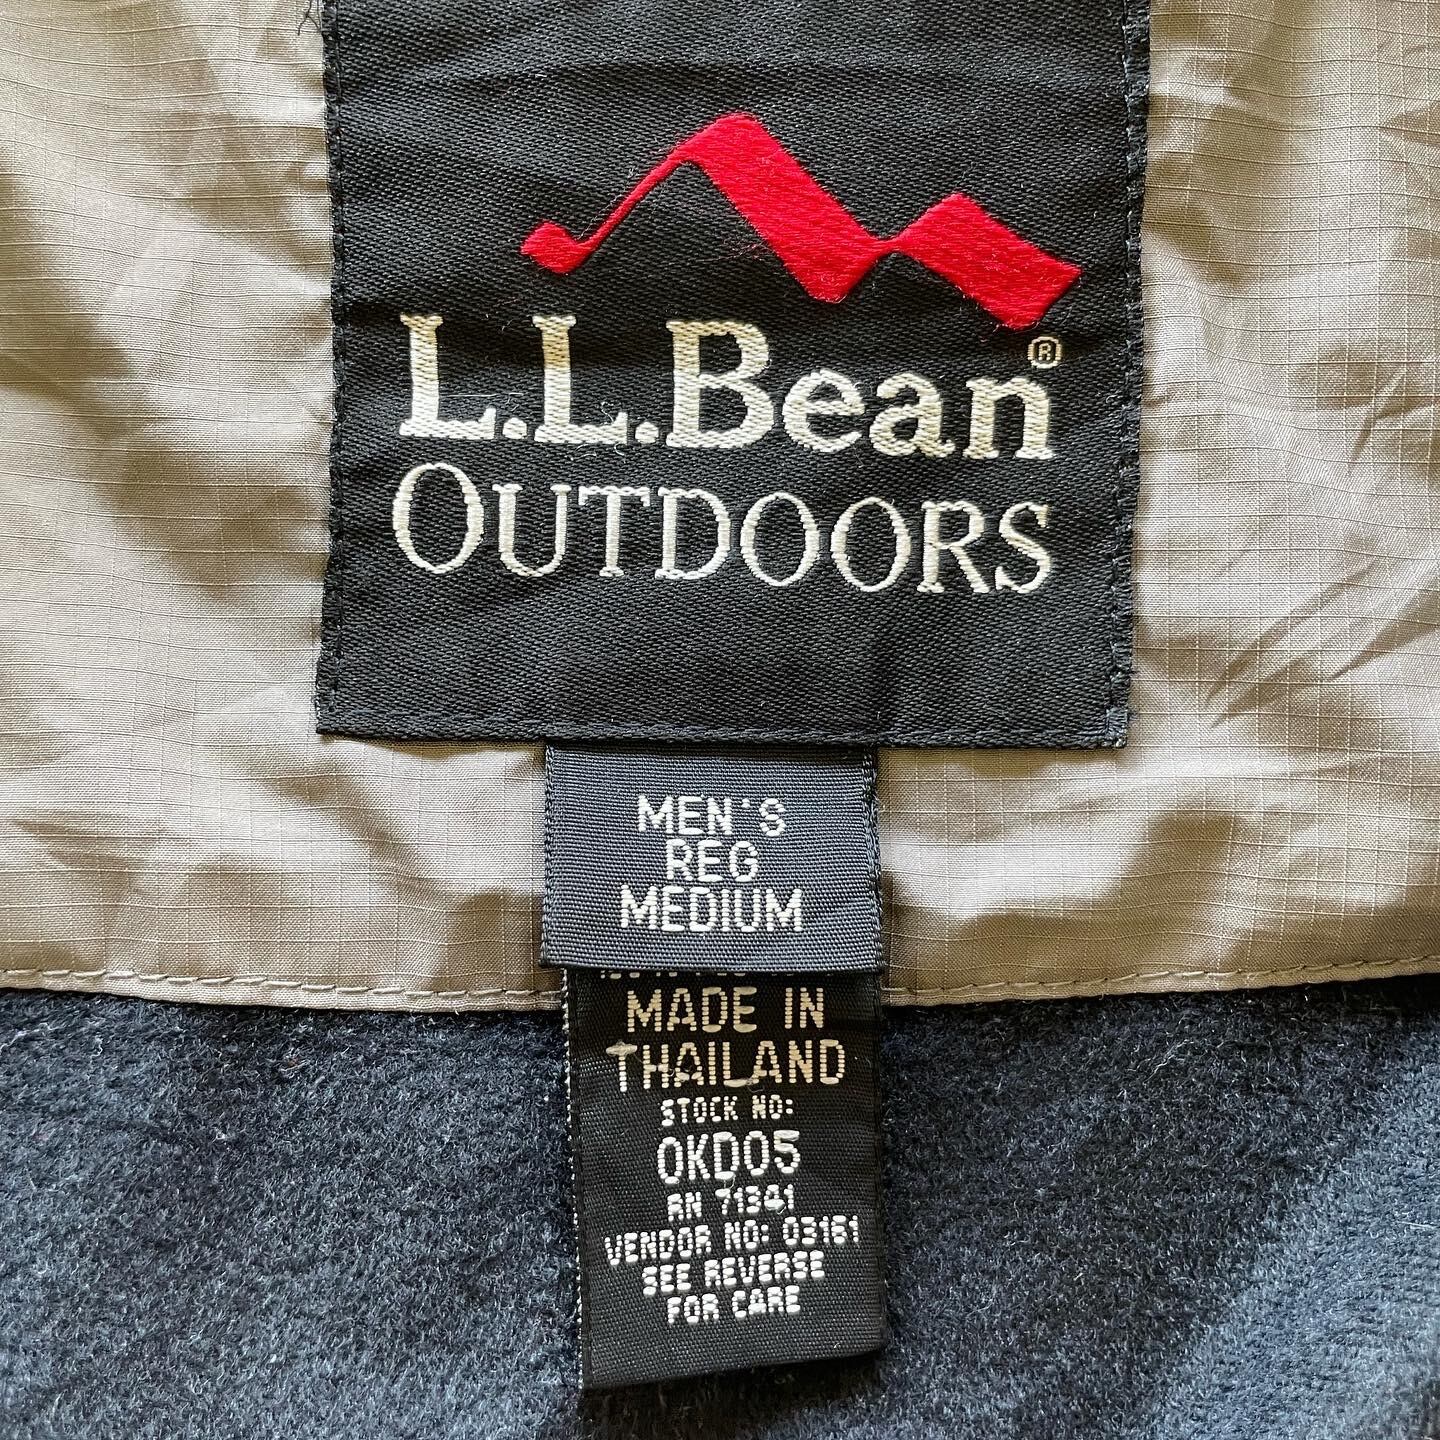 L.L.Bean®
OUTDOORS
MEN'S
REG
MEDIUM
MADE IN
THAILAND
STOCK NO:
OKD05
RN 71341
VENDOR NO: 03161
SEE REVERSE
FOR CARE